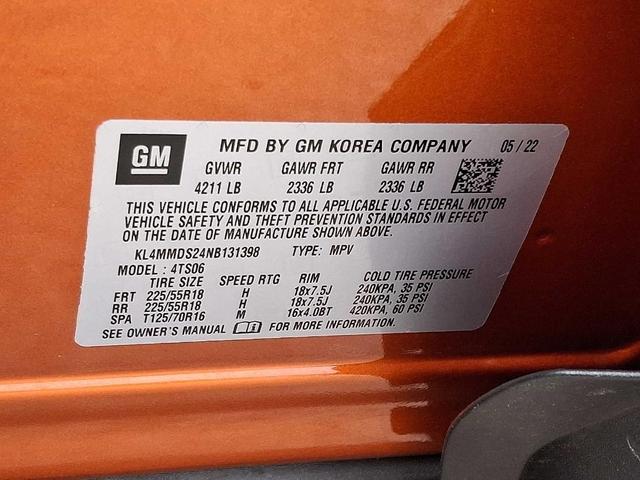 GM MFD BY GM KOREA COMPANY 05 / 22
GVWR GAWR FRT GAWR RR
4211 LB 2336 LB 2336 LB
THIS VEHICLE CONFORMS TO ALL APPLICABLE U.S. FEDERAL MOTOR
VEHICLE SAFETY AND THEFT PREVENTION STANDARDS IN EFFECT
ON THE DATE OF MANUFACTURE SHOWN ABOVE.
KL4MMDS24NB131398 TYPE: MPV
MODEL : 4TS06
TIRE SIZE SPEED RTG RIM COLD TIRE PRESSURE
FRT 225/55R18 H 18x7.5J 240KPA, 35 PSI
RR 225/55R18 H 18x7.5J 240KPA, 35 PSI
SPA T125/70R16 M 16x4.0BT 420KPA, 60 PSI
SEE OWNER'S MANUAL FOR MORE INFORMATION.